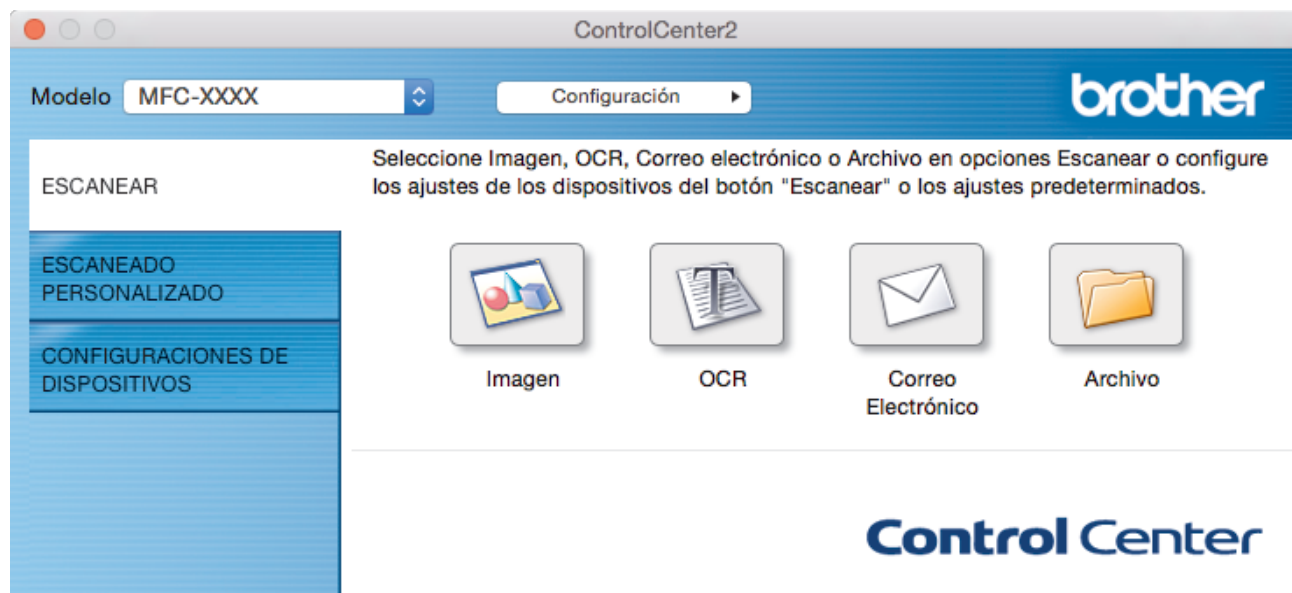 ControlCenter2
Modelo MFC-XXXX Configuración brother
ESCANEAR
ESCANEADO
PERSONALIZADO
CONFIGURACIONES DE
DISPOSITIVOS
Seleccione Imagen, OCR, Correo electrónico o Archivo en opciones Escanear o configure
los ajustes de los dispositivos del botón "Escanear" o los ajustes predeterminados.
Imagen OCR Correo Archivo
Electrónico
Control Center